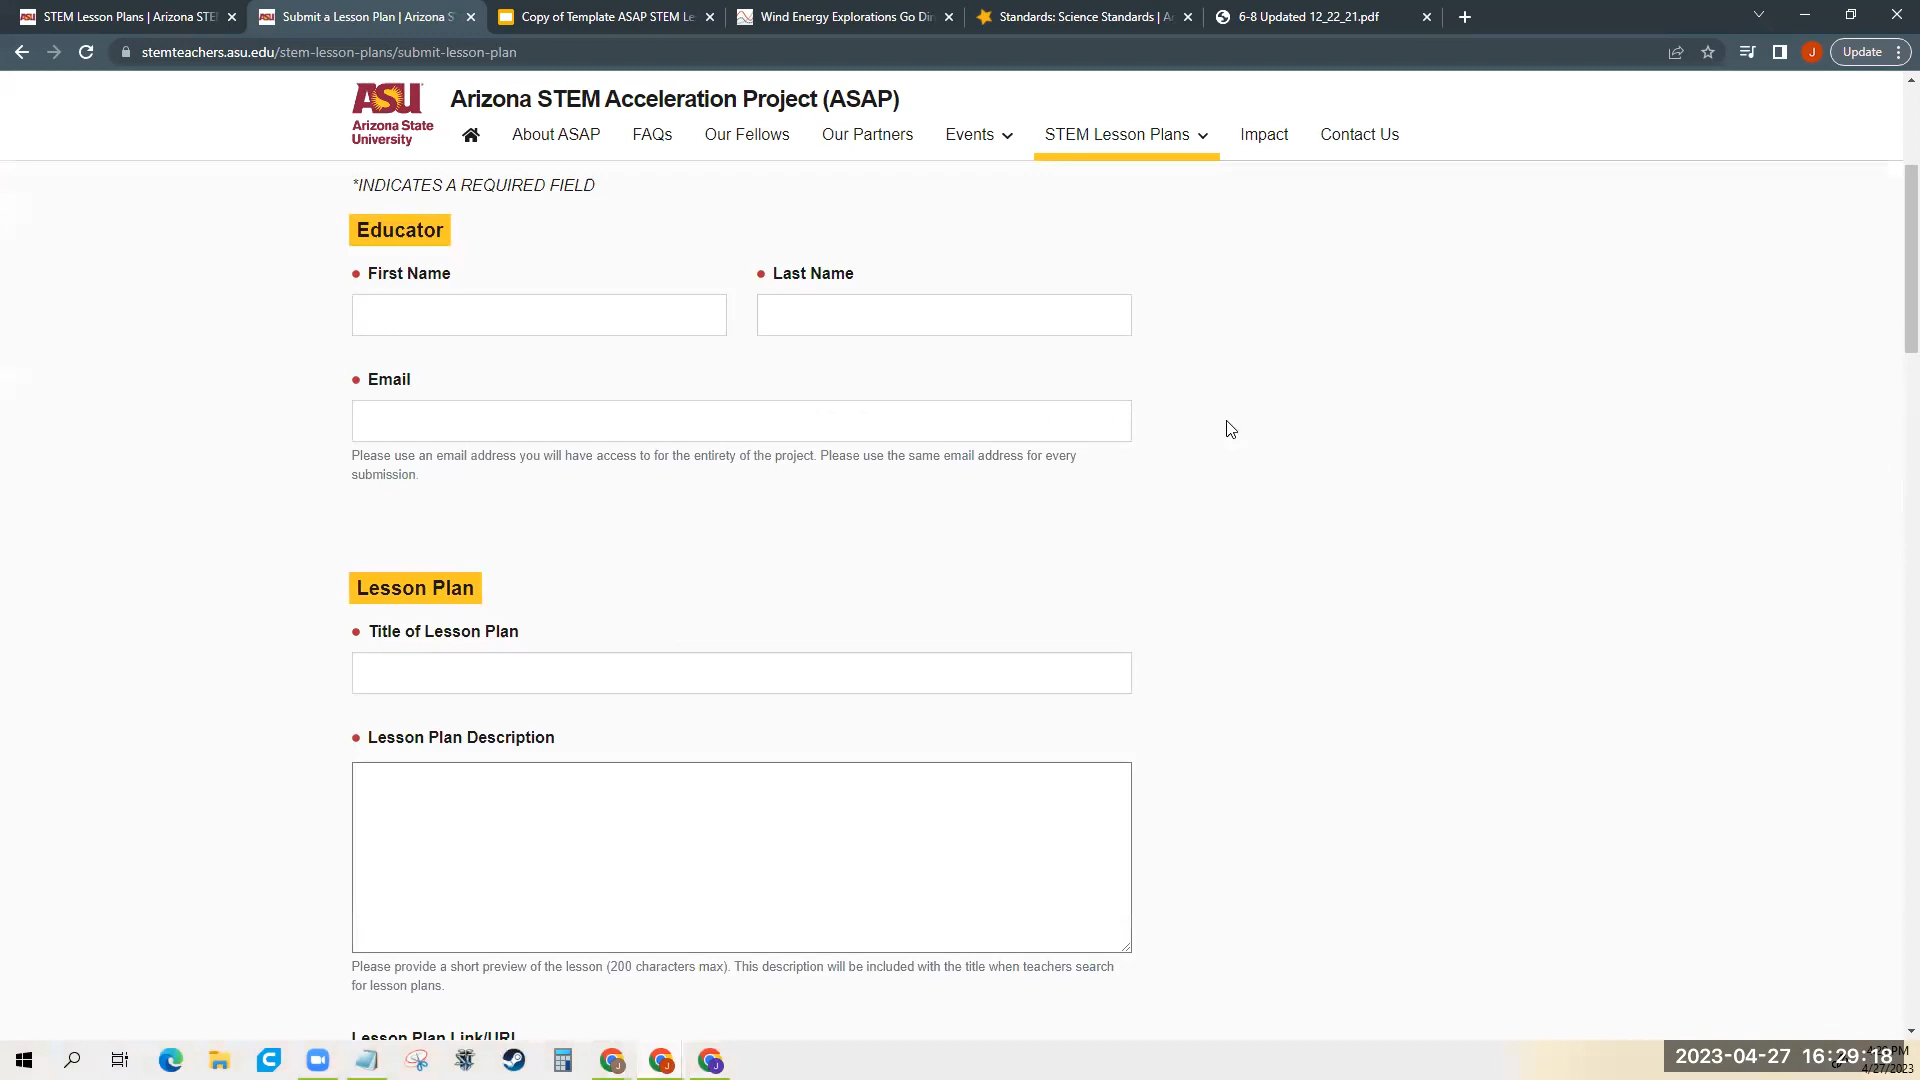 STEM Lesson Plans | Arizona STE
Submit a Lesson Plan | Arizona S
Copy of Template ASAP STEM Le
Wind Energy Explorations Go Dir
Standards: Science Standards | A
6-8 Updated 12_22_21.pdf
stemteachers.asu.edu/stem-lesson-plans/submit-lesson-plan
J
Update
ASU
Arizona State
University
Arizona STEM Acceleration Project (ASAP)
About ASAP
FAQs
Our Fellows
Our Partners
Events
STEM Lesson Plans
Impact
Contact Us
*INDICATES A REQUIRED FIELD
Educator
First Name
Last Name
Email
Please use an email address you will have access to for the entirety of the project. Please use the same email address for every
submission.
Lesson Plan
Title of Lesson Plan
Lesson Plan Description
Please provide a short preview of the lesson (200 characters max). This description will be included with the title when teachers search
for lesson plans.
Lesson Plan Link/URL
2023-04-27 16:29:18
4/27/2023